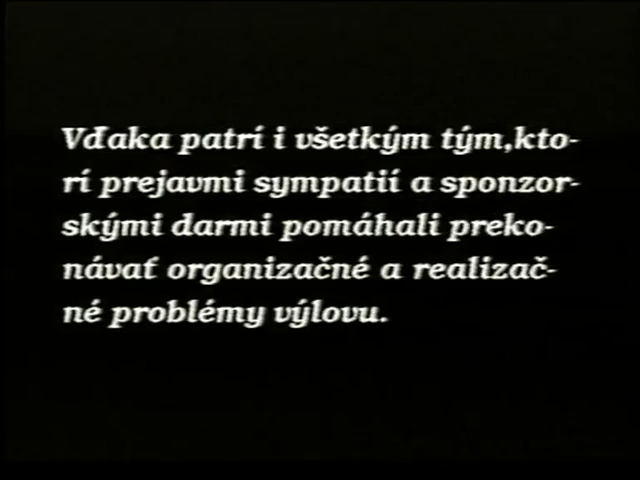 Vďaka patrí i všetkým tým,kto-
rí prejavmi sympatií a sponzor-
skými darmi pomáhali preko-
návať organizačné a realizač-
né problémy výlovu.